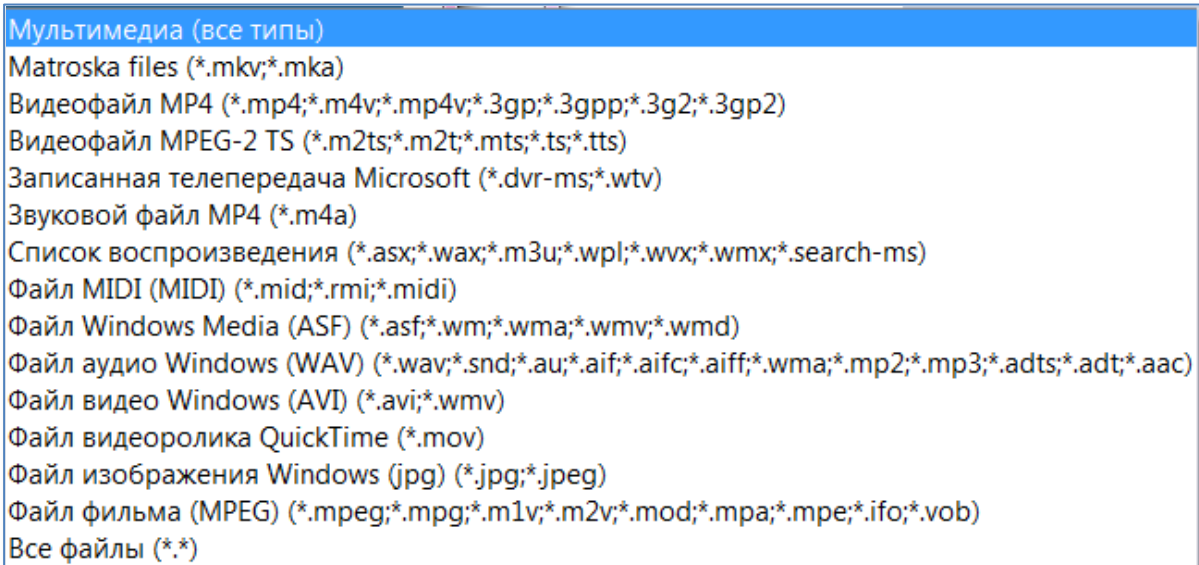 Мультимедиа (все типы)
Matroska files (*.mkv;*.mka)
Видеофайл MP4 (*.mp4;*.m4v;*.mp4v;*.3gp;*.3gpp;*.3g2;*.3gp2)
Видеофайл MPEG-2 TS (*.m2ts;*.m2t;*.mts;*.ts;*.tts)
Записанная телепередача Microsoft (*.dvr-ms;*.wtv)
Звуковой файл MP4 (*.m4a)
Список воспроизведения (*.asx;*.wax;*.m3u;*.wpl;*.wvx;*.wmx;*.search-ms)
Файл MIDI (MIDI) (*.mid;*.rmi;*.midi)
Файл Windows Media (ASF) (*.asf;*.wm;*.wma;*.wmv;*.wmd)
Файл аудио Windows (WAV) (*.wav;*.snd;*.au;*.aif;*.aifc;*.aiff;*.wma;*.mp2;*.mp3;*.adts;*.adt;*.aac)
Файл видео Windows (AVI) (*.avi;*.wmv)
Файл видеоролика QuickTime (*.mov)
Файл изображения Windows (jpg) (*.jpg;*.jpeg)
Файл фильма (MPEG) (*.mpeg;*.mpg;*.m1v;*.m2v;*.mod;*.mpa;*.mpe;*.ifo;*.vob)
Все файлы (*.*)